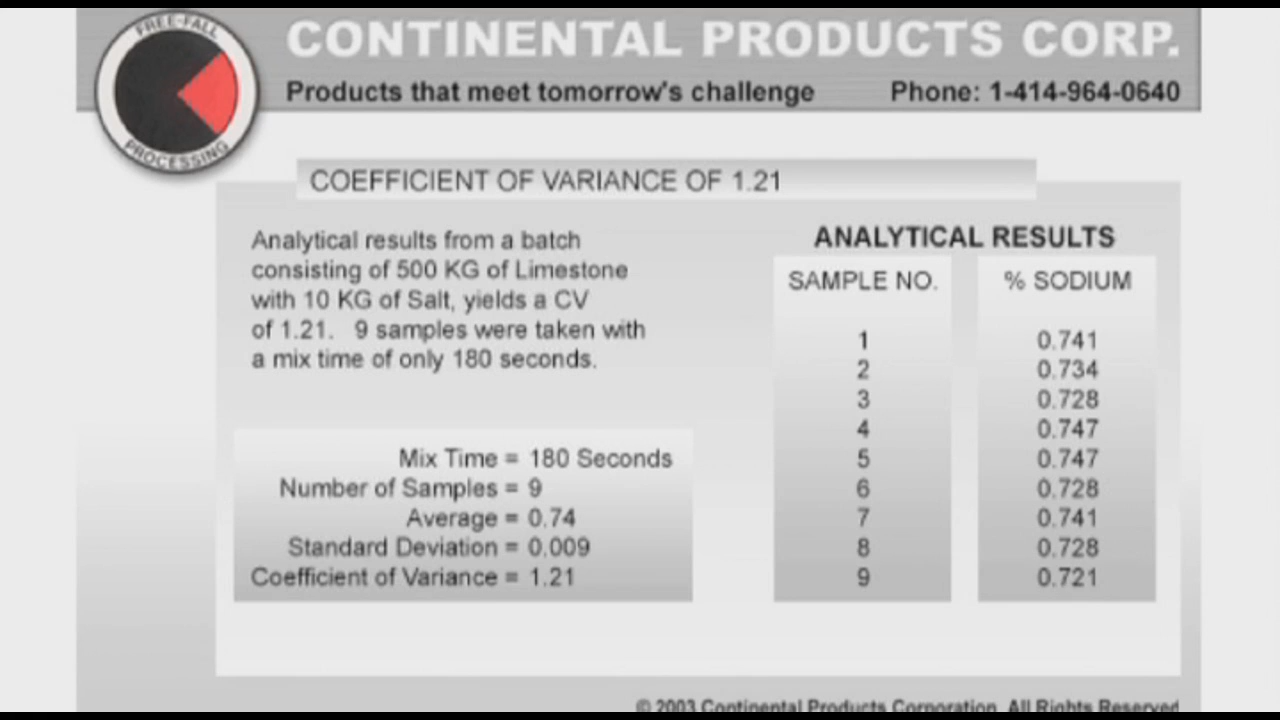 FREE-FALL
PROCESSING
CONTINENTAL PRODUCTS CORP.
Products that meet tomorrow's challenge Phone: 1-414-964-0640
COEFFICIENT OF VARIANCE OF 1.21
Analytical results from a batch
consisting of 500 KG of Limestone
with 10 KG of Salt, yields a CV
of 1.21. 9 samples were taken with
a mix time of only 180 seconds.
Mix Time = 180 Seconds
Number of Samples = 9
Average = 0.74
Standard Deviation = 0.009
Coefficient of Variance = 1.21
ANALYTICAL RESULTS
SAMPLE NO. % SODIUM
1 0.741
2 0.734
3 0.728
4 0.747
5 0.747
6 0.728
7 0.741
8 0.728
9 0.721
© 2003 Continental Products Corporation. All Rights Reserved